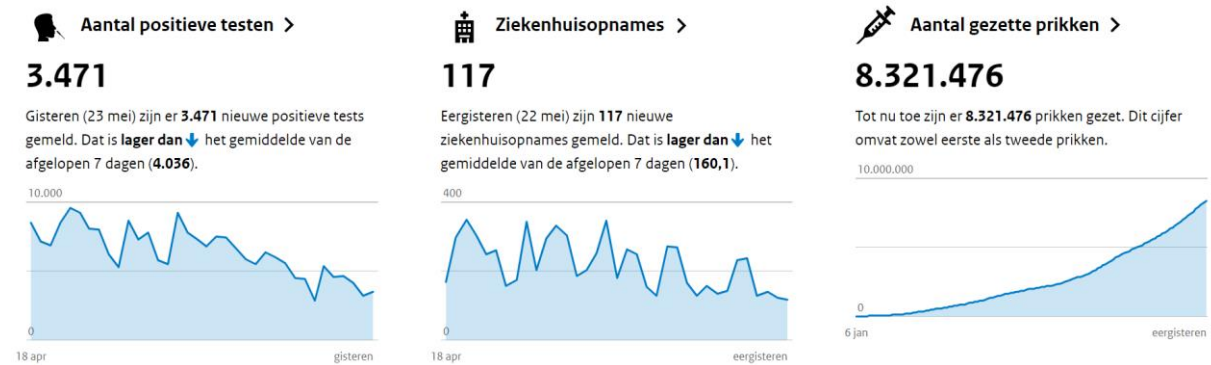 Aantal positieve testen >
3.471
Gisteren (23 mei) zijn er 3.471 nieuwe positieve tests
gemeld. Dat is lager dan het gemiddelde van de
afgelopen 7 dagen (4.036).
10.000
0
18 apr gisteren
Ziekenhuisopnames >
117
Eergisteren (22 mei) zijn 117 nieuwe
ziekenhuisopnames gemeld. Dat is lager dan het
gemiddelde van de afgelopen 7 dagen (160,1).
400
0
18 apr eergisteren
Aantal gezette prikken >
8.321.476
Tot nu toe zijn er 8.321.476 prikken gezet. Dit cijfer
omvat zowel eerste als tweede prikken.
10.000.000
0
6 jan eergisteren